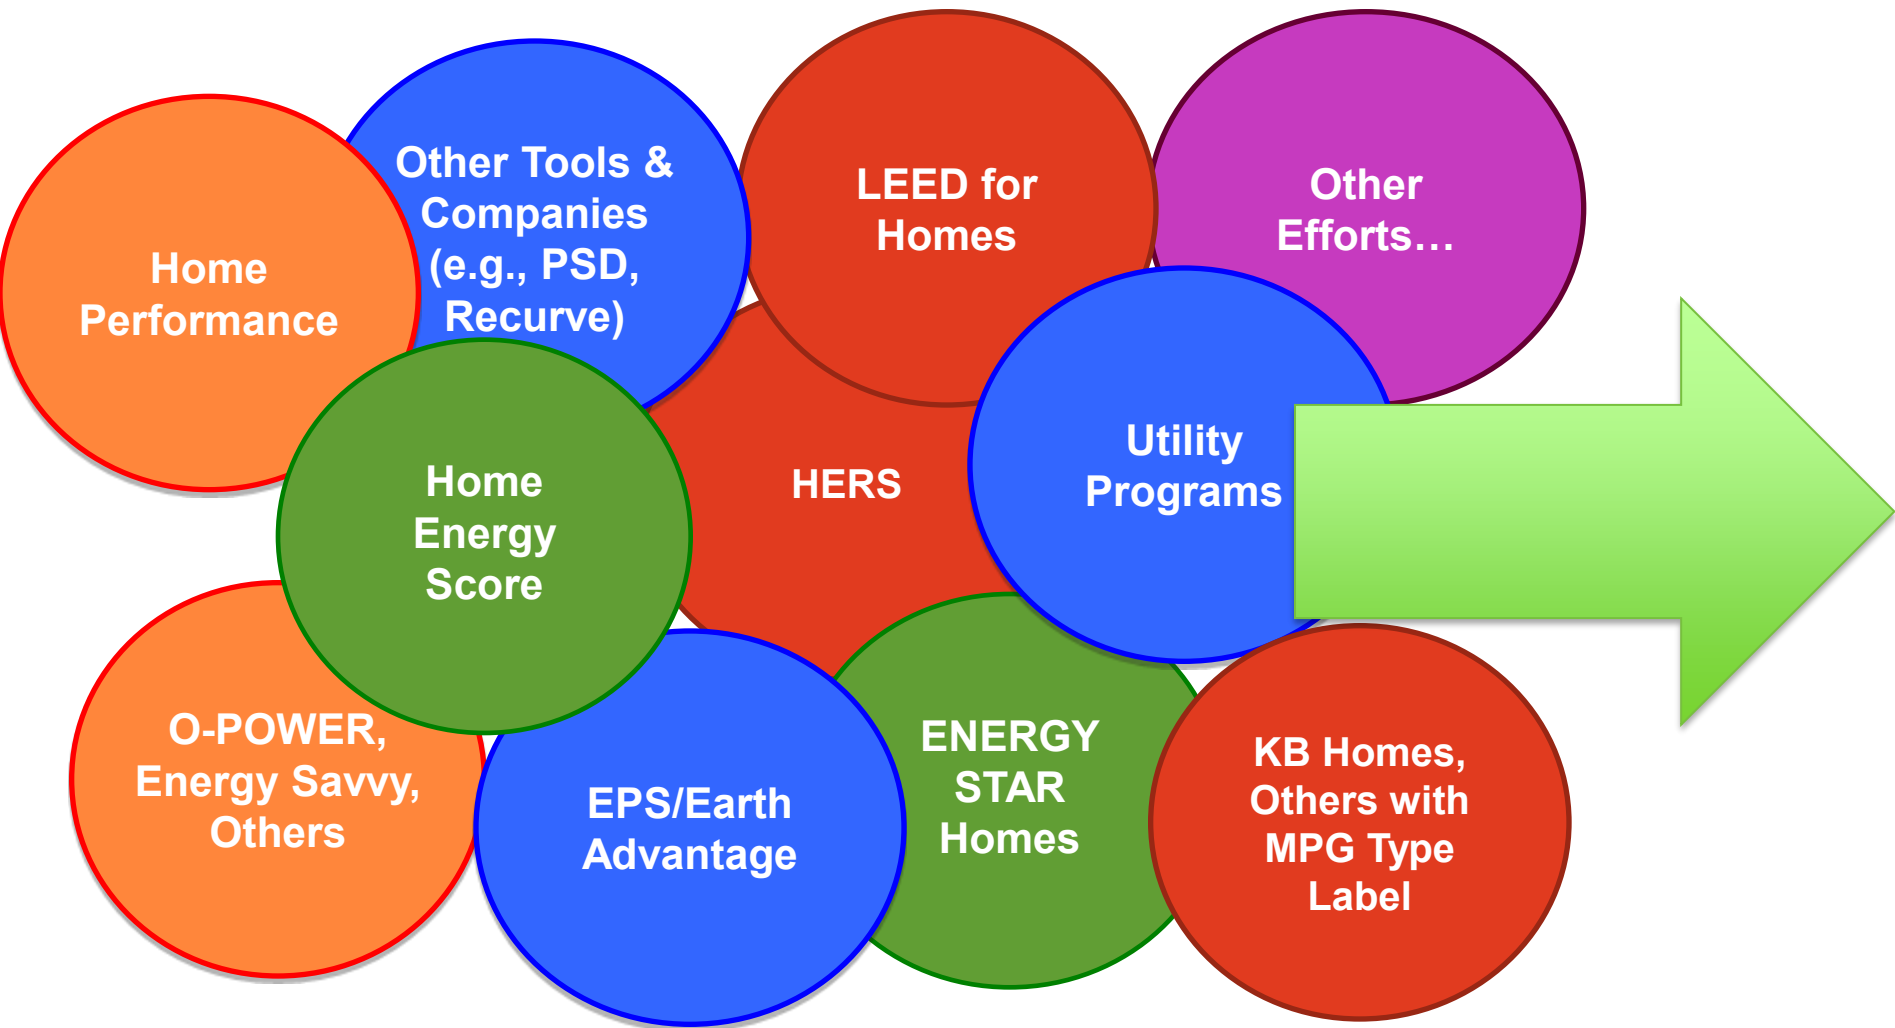 Other Tools &
Companies
(e.g., PSD,
Recurve)
LEED for
Homes
Other
Efforts…
Home
Performance
Home
Energy
Score
HERS
Utility
Programs
O-POWER,
Energy Savvy,
Others
EPS/Earth
Advantage
ENERGY
STAR
Homes
KB Homes,
Others with
MPG Type
Label